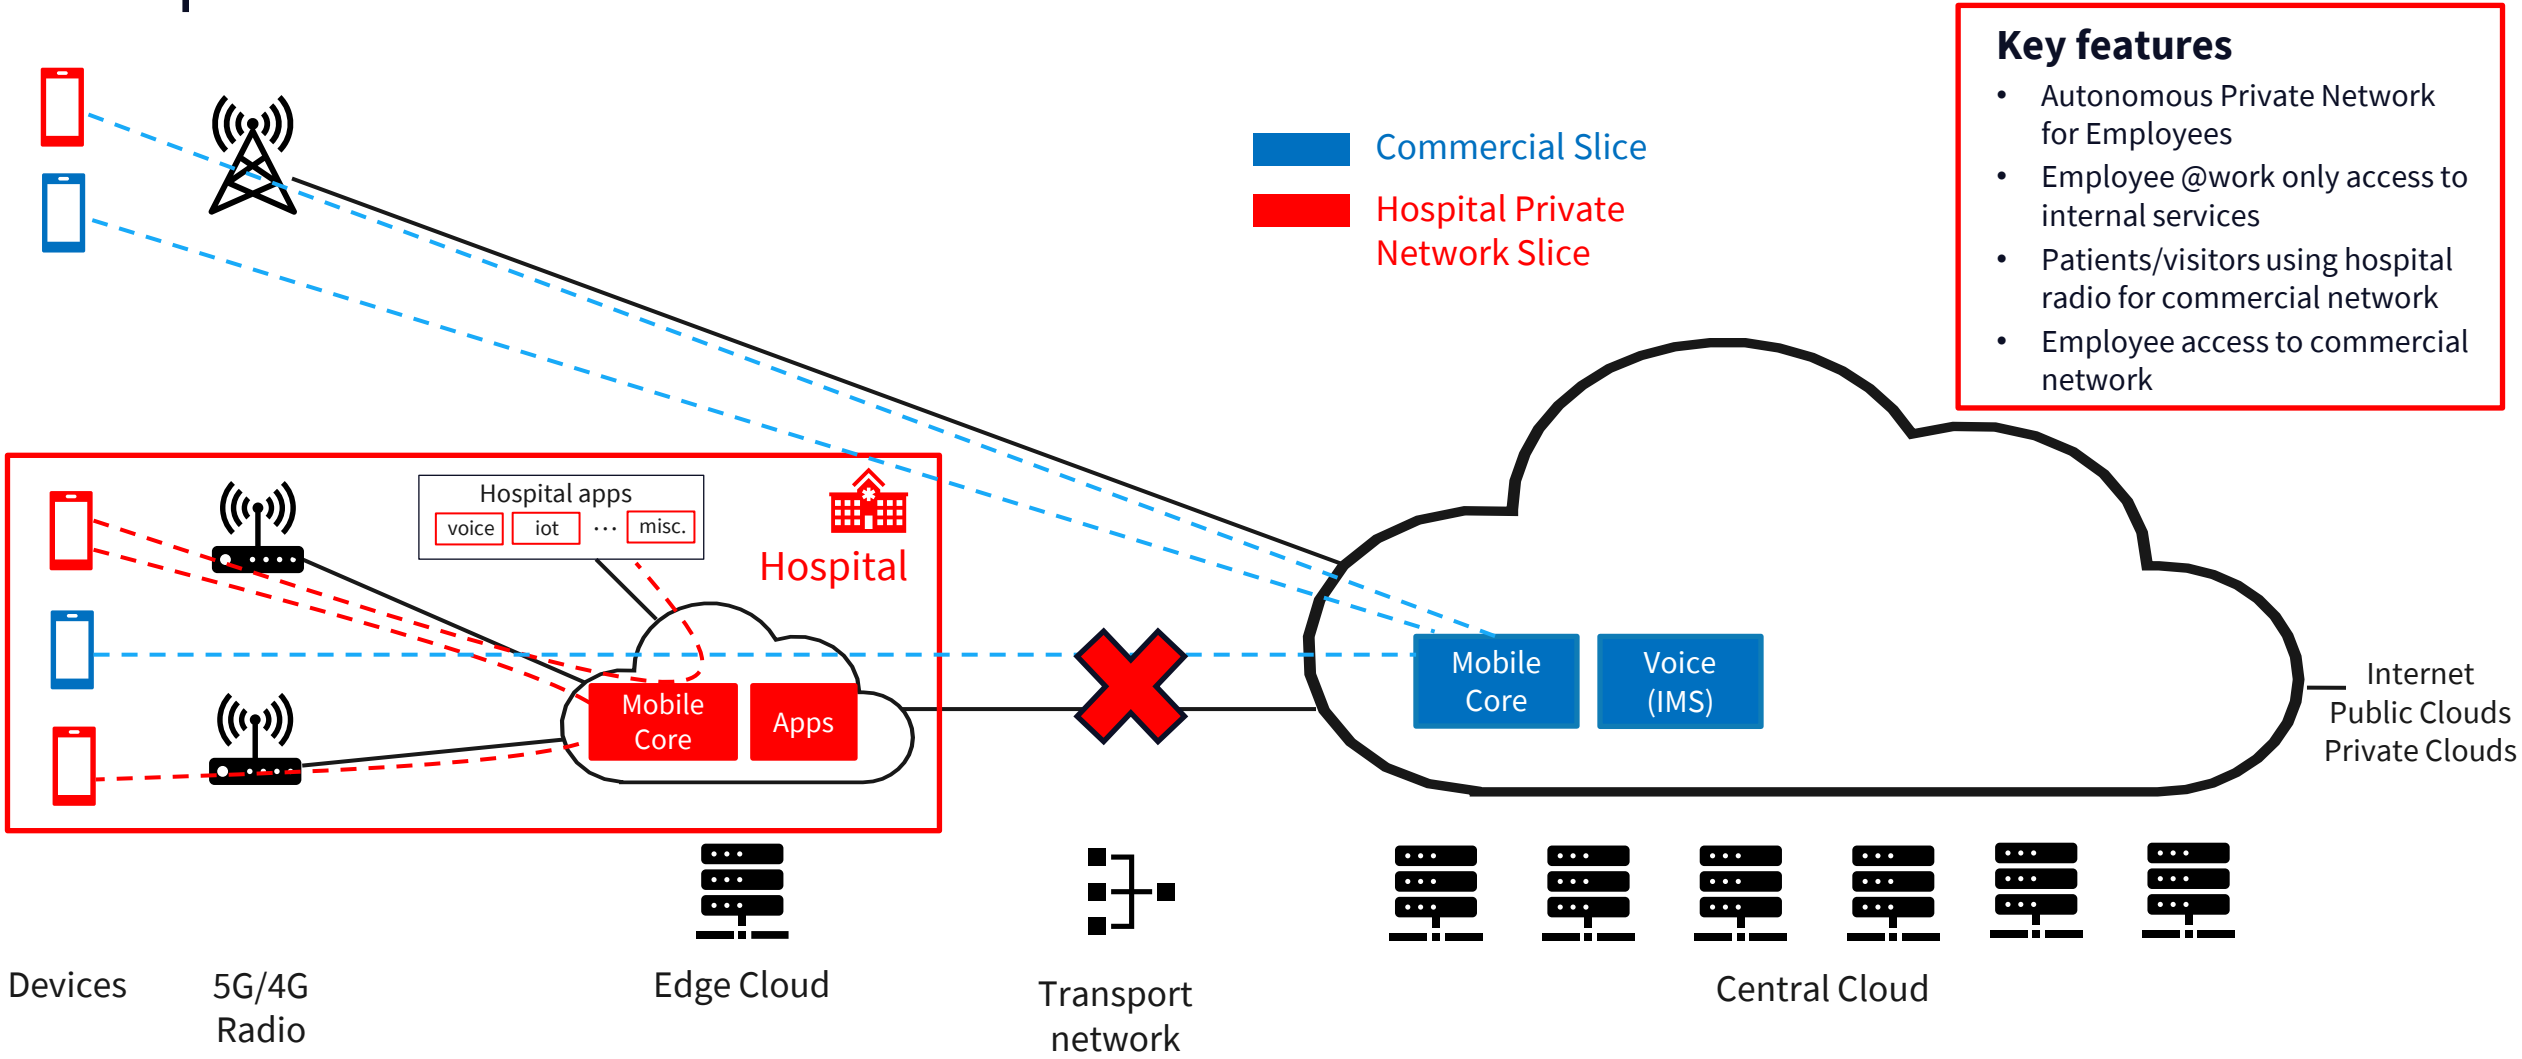 Key features
• Autonomous Private Network
for Employees
• Employee @work only access to
internal services
• Patients/visitors using hospital
radio for commercial network
• Employee access to commercial
network
Commercial Slice
Hospital Private
Network Slice
Hospital apps
voice iot ... misc.
Hospital
Mobile
Core
Apps
Mobile
Core
Voice
(IMS)
Internet
Public Clouds
Private Clouds
Devices
5G/4G
Radio
Edge Cloud
Transport
network
Central Cloud